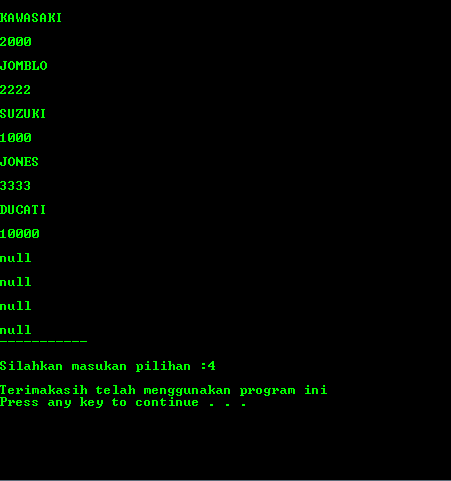 KAWASAKI
2000
JOMBLO
2222
SUZUKI
1000
JONES
3333
DUCATI
10000
null
null
null
null
-----------
Silahkan masukan pilihan :4
Terimakasih telah menggunakan program ini
Press any key to continue . . .